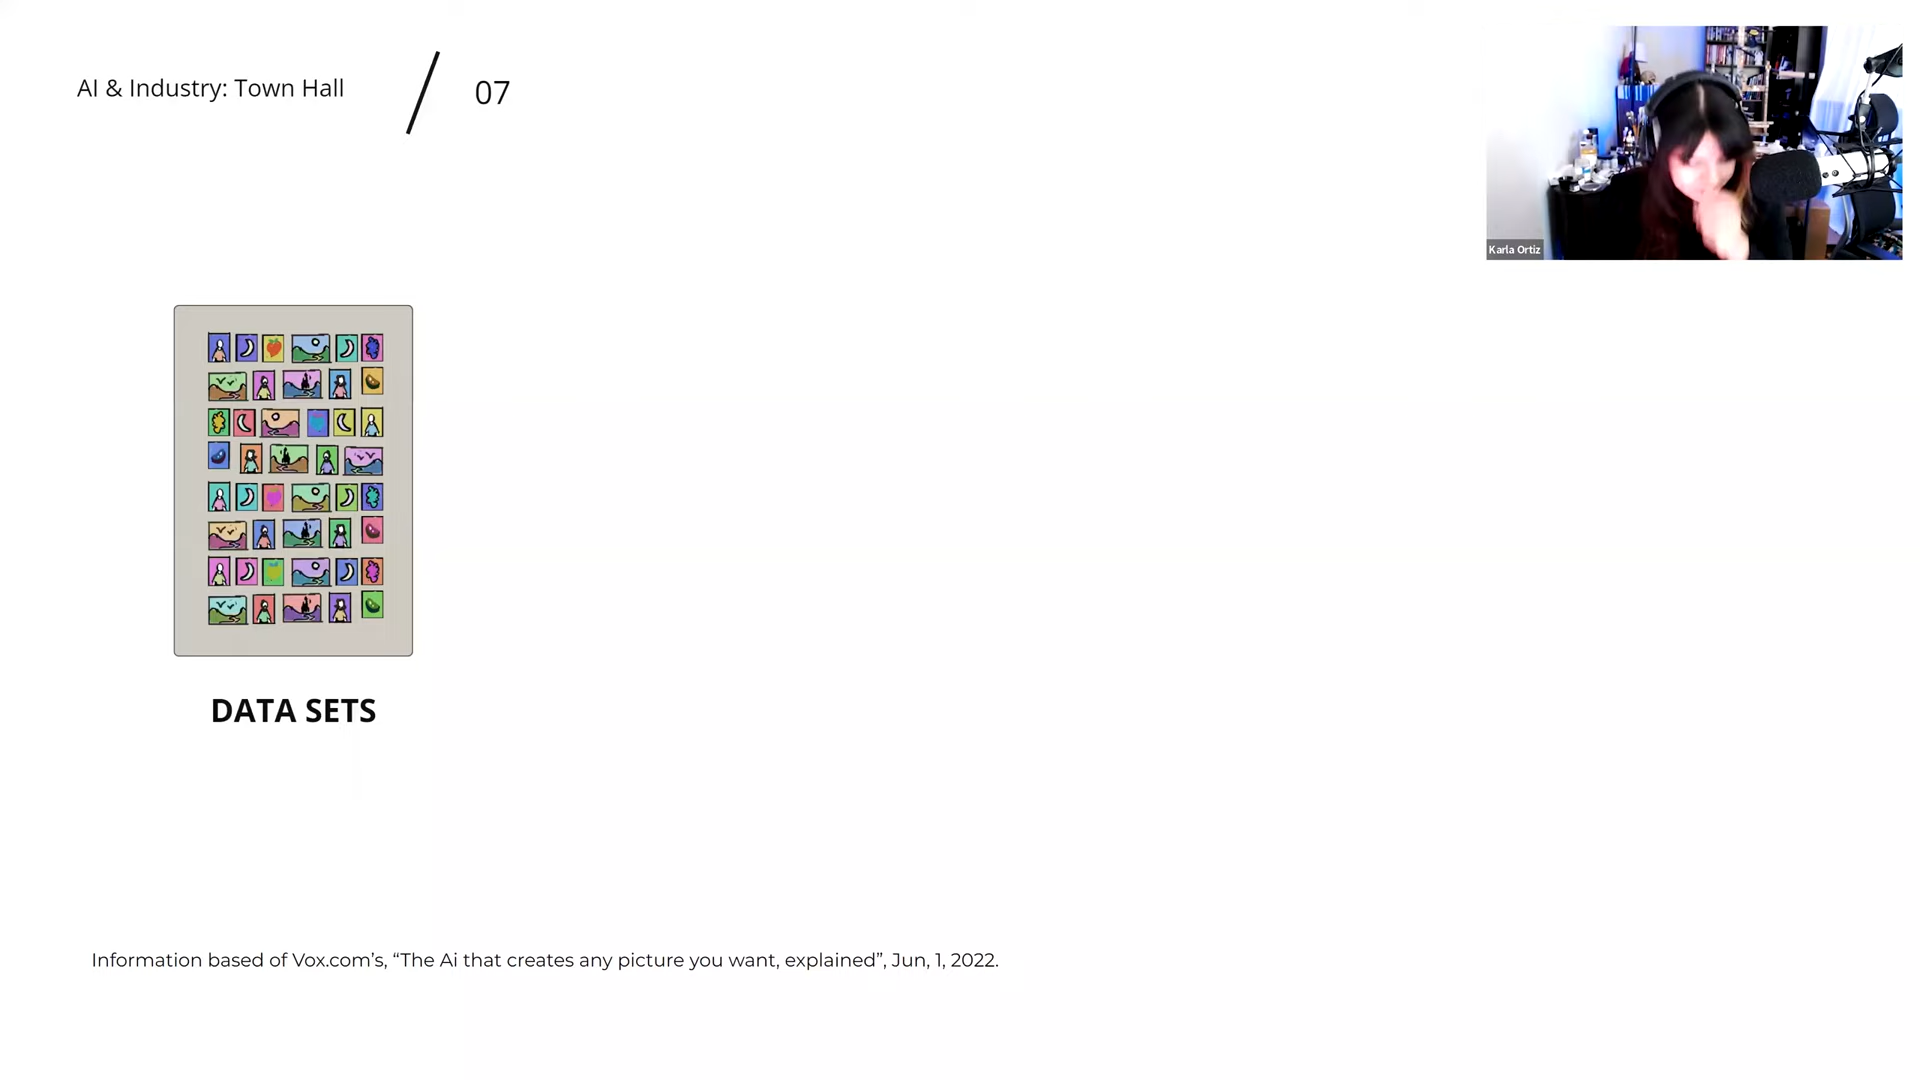 AI & Industry: Town Hall
07
Karla Ortiz
DATA SETS
Information based of Vox.com’s, “The Ai that creates any picture you want, explained”, Jun, 1, 2022.